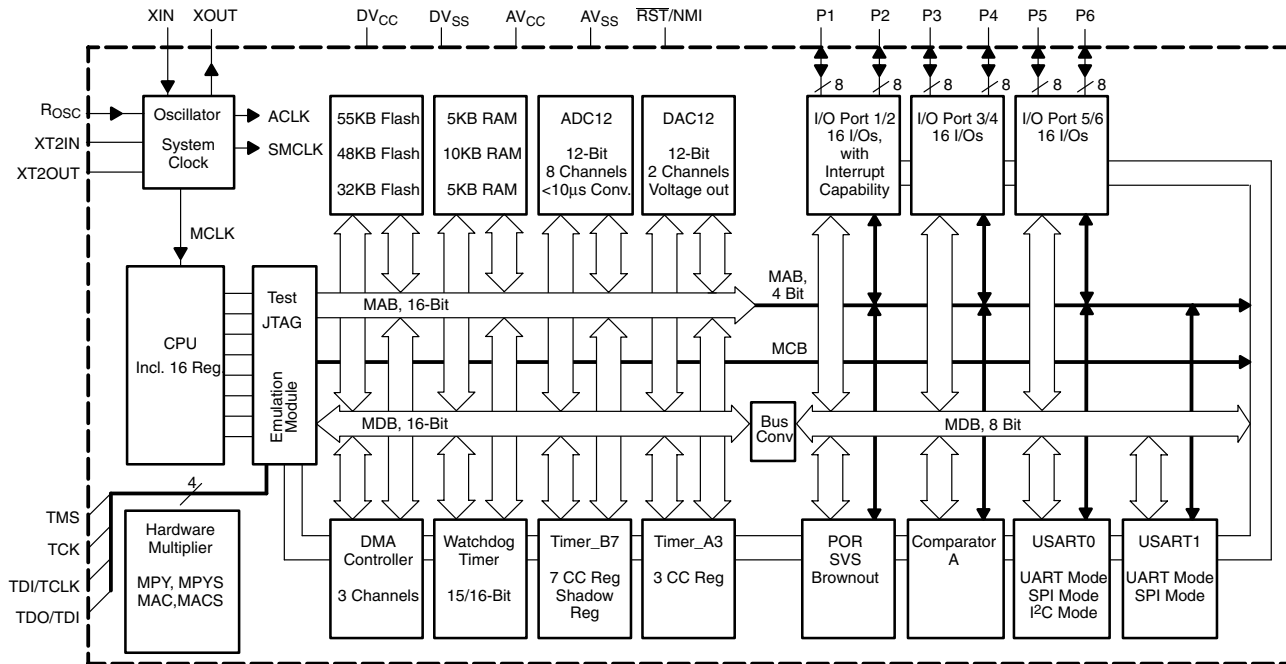 XIN XOUT DVCC DVSS AVCC AVSS RST/NMI P1 P2 P3 P4 P5 P6
8 8 8 8 8 8
ROSC
XT2IN
XT2OUT
Oscillator
System
Clock
ACLK
SMCLK
MCLK
55KB Flash
48KB Flash
32KB Flash
5KB RAM
10KB RAM
5KB RAM
ADC12
12-Bit
8 Channels
<10μs Conv.
DAC12
12-Bit
2 Channels
Voltage out
I/O Port 1/2
16 I/Os,
with
Interrupt
Capability
I/O Port 3/4
16 I/Os
I/O Port 5/6
16 I/Os
CPU
Incl. 16 Reg.
Test
JTAG
Emulation
Module
MAB, 16-Bit
MAB,
4 Bit
MCB
MDB, 16-Bit
Bus
Conv
MDB, 8 Bit
4
TMS
TCK
TDI/TCLK
TDO/TDI
Hardware
Multiplier
MPY, MPYS
MAC,MACS
DMA
Controller
3 Channels
Watchdog
Timer
15/16-Bit
Timer_B7
7 CC Reg
Shadow
Reg
Timer_A3
3 CC Reg
POR
SVS
Brownout
Comparator
A
USART0
UART Mode
SPI Mode
I²C Mode
USART1
UART Mode
SPI Mode